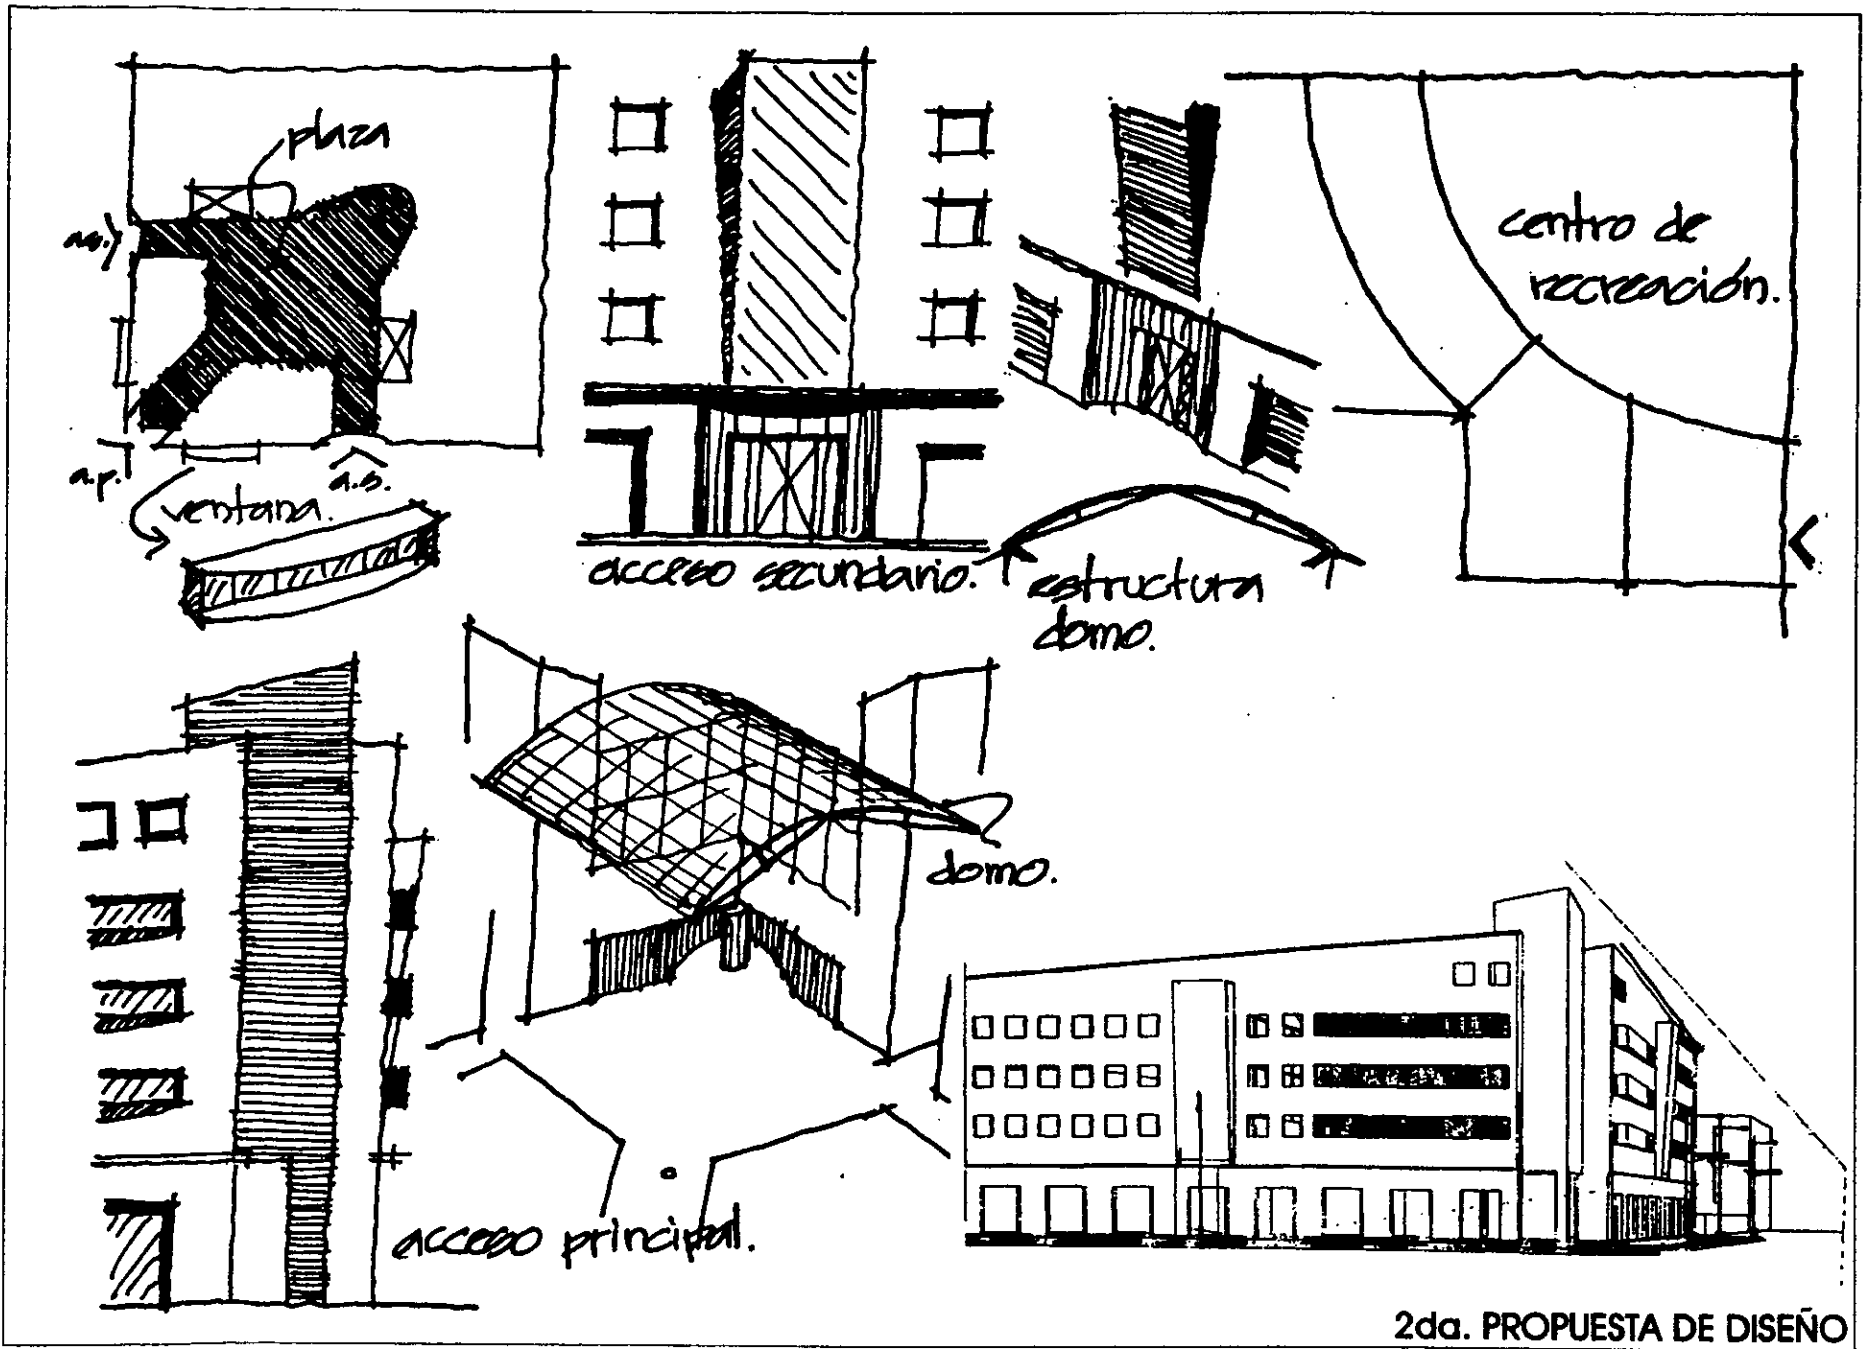 plaza
a.s.
a.p.
a.s.
ventana.
acceso secundario.
estructura
domo.
centro de
recreación.
domo.
acceso principal.
2da. PROPUESTA DE DISEÑO